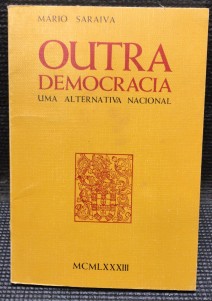 MARIO SARAIVA
OUTRA
DEMOCRACIA
UMA ALTERNATIVA NACIONAL
MCMLXXXIII